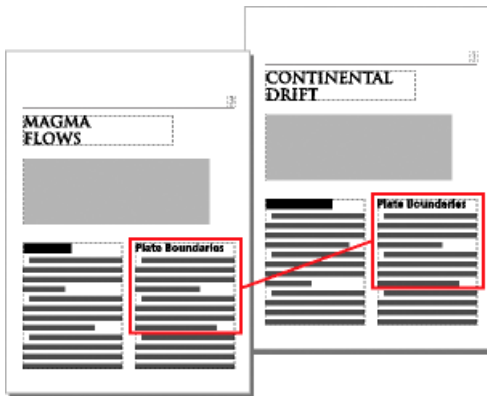 MAGMA
FLOWS
Plate Boundaries
CONTINENTAL
DRIFT
Plate Boundaries